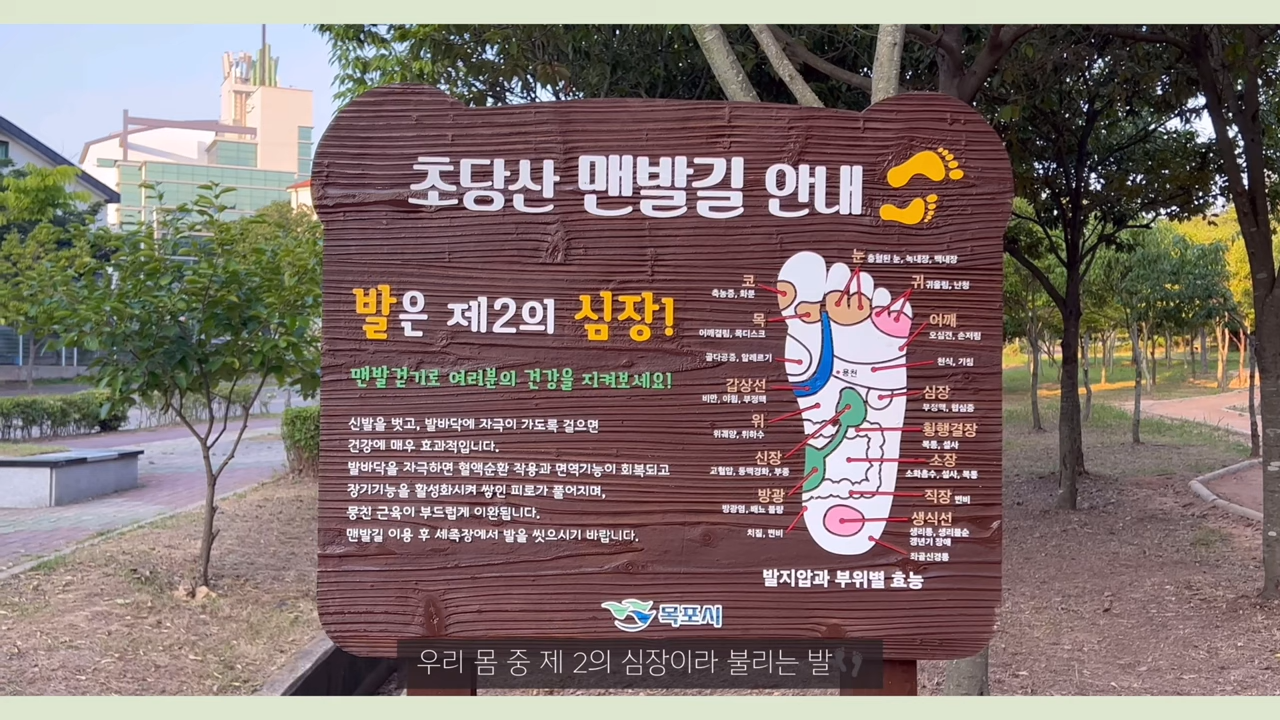 초당산 맨발길 안내
발은 제2의 심장!
맨발걷기로 여러분의 건강을 지켜보세요!
신발을 벗고, 발바닥에 자극이 가도록 걸으면
건강에 매우 효과적입니다.
발바닥을 자극하면 혈액순환 작용과 면역기능이 회복되고
장기기능을 활성화시켜 쌓인 피로가 풀어지며,
뭉친 근육이 부드럽게 이완됩니다.
맨발길 이용 후 세족장에서 발을 씻으시기 바랍니다.
눈 충혈된 눈, 녹내장, 백내장
코
축농증, 화분
귀 귀울림, 난청
목
어깨결림, 목디스크
어깨
오십견, 손저림
골다공증, 알레르기
천식, 기침
용천
갑상선
비만, 야윔, 부정맥
심장
부정맥, 협심증
위
위궤양, 위하수
횡행결장
복통, 설사
신장
고혈압, 동맥경화, 부종
소장
소화흡수, 설사, 복통
방광
방광염, 배뇨 불량
직장 변비
생식선
생리통, 생리불순
갱년기 장애
치질, 변비
좌골신경통
발지압과 부위별 효능
목포시
우리 몸 중 제 2의 심장이라 불리는 발